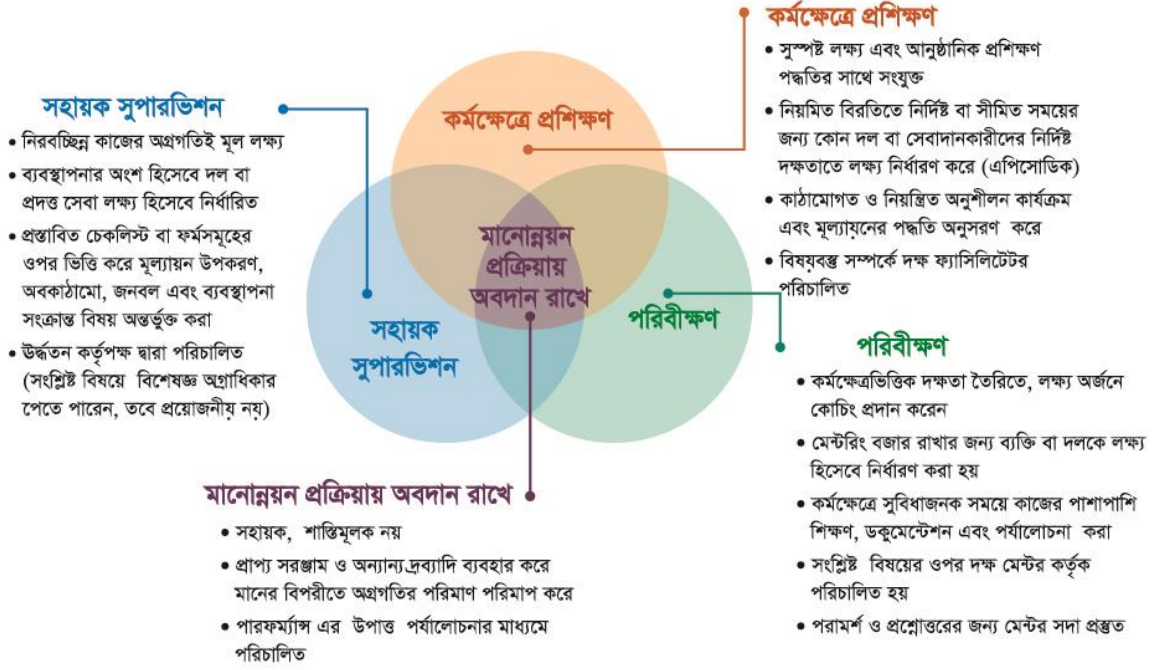 কর্মক্ষেত্রে প্রশিক্ষণ
• সুস্পষ্ট লক্ষ্য এবং আনুষ্ঠানিক প্রশিক্ষণ
পদ্ধতির সাথে সংযুক্ত
• নিয়মিত বিরতিতে নির্দিষ্ট বা সীমিত সময়ের
জন্য কোন দল বা সেবাদানকারীদের নির্দিষ্ট
দক্ষতাতে লক্ষ্য নির্ধারণ করে (এপিসোডিক)
• কাঠামোগত ও নিয়ন্ত্রিত অনুশীলন কার্যক্রম
এবং মূল্যায়নের পদ্ধতি অনুসরণ করে
• বিষয়বস্তু সম্পর্কে দক্ষ ফ্যাসিলিটেটর
পরিচালিত
সহায়ক সুপারভিশন
• নিরবচ্ছিন্ন কাজের অগ্রগতিই মূল লক্ষ্য
• ব্যবস্থাপনার অংশ হিসেবে দল বা
প্রদত্ত সেবা লক্ষ্য হিসেবে নির্ধারিত
• প্রস্তাবিত চেকলিস্ট বা ফর্মসমূহের
ওপর ভিত্তি করে মূল্যায়ন উপকরণ,
অবকাঠামো, জনবল এবং ব্যবস্থাপনা
সংক্রান্ত বিষয় অন্তর্ভুক্ত করা
• ঊর্দ্ধতন কর্তৃপক্ষ দ্বারা পরিচালিত
(সংশ্লিষ্ট বিষয়ে বিশেষজ্ঞ অগ্রাধিকার
পেতে পারেন, তবে প্রয়োজনীয় নয়)
কর্মক্ষেত্রে প্রশিক্ষণ
মানোন্নয়ন
প্রক্রিয়ায়
অবদান রাখে
সহায়ক
সুপারভিশন
পরিবীক্ষণ
পরিবীক্ষণ
• কর্মক্ষেত্রভিত্তিক দক্ষতা তৈরিতে, লক্ষ্য অর্জনে
কোচিং প্রদান করেন
• মেন্টরিং বজার রাখার জন্য ব্যক্তি বা দলকে লক্ষ্য
হিসেবে নির্ধারণ করা হয়
• কর্মক্ষেত্রে সুবিধাজনক সময়ে কাজের পাশাপাশি
শিক্ষণ, ডকুমেন্টেশন এবং পর্যালোচনা করা
• সংশ্লিষ্ট বিষয়ের ওপর দক্ষ মেন্টর কর্তৃক
পরিচালিত হয়
• পরামর্শ ও প্রশ্নোত্তরের জন্য মেন্টর সদা প্রস্তুত
মানোন্নয়ন প্রক্রিয়ায় অবদান রাখে
• সহায়ক, শাস্তিমূলক নয়
• প্রাপ্য সরঞ্জাম ও অন্যান্য দ্রব্যাদি ব্যবহার করে
মানের বিপরীতে অগ্রগতির পরিমাণ পরিমাপ করে
• পারফর্ম্যান্স এর উপাত্ত পর্যালোচনার মাধ্যমে
পরিচালিত